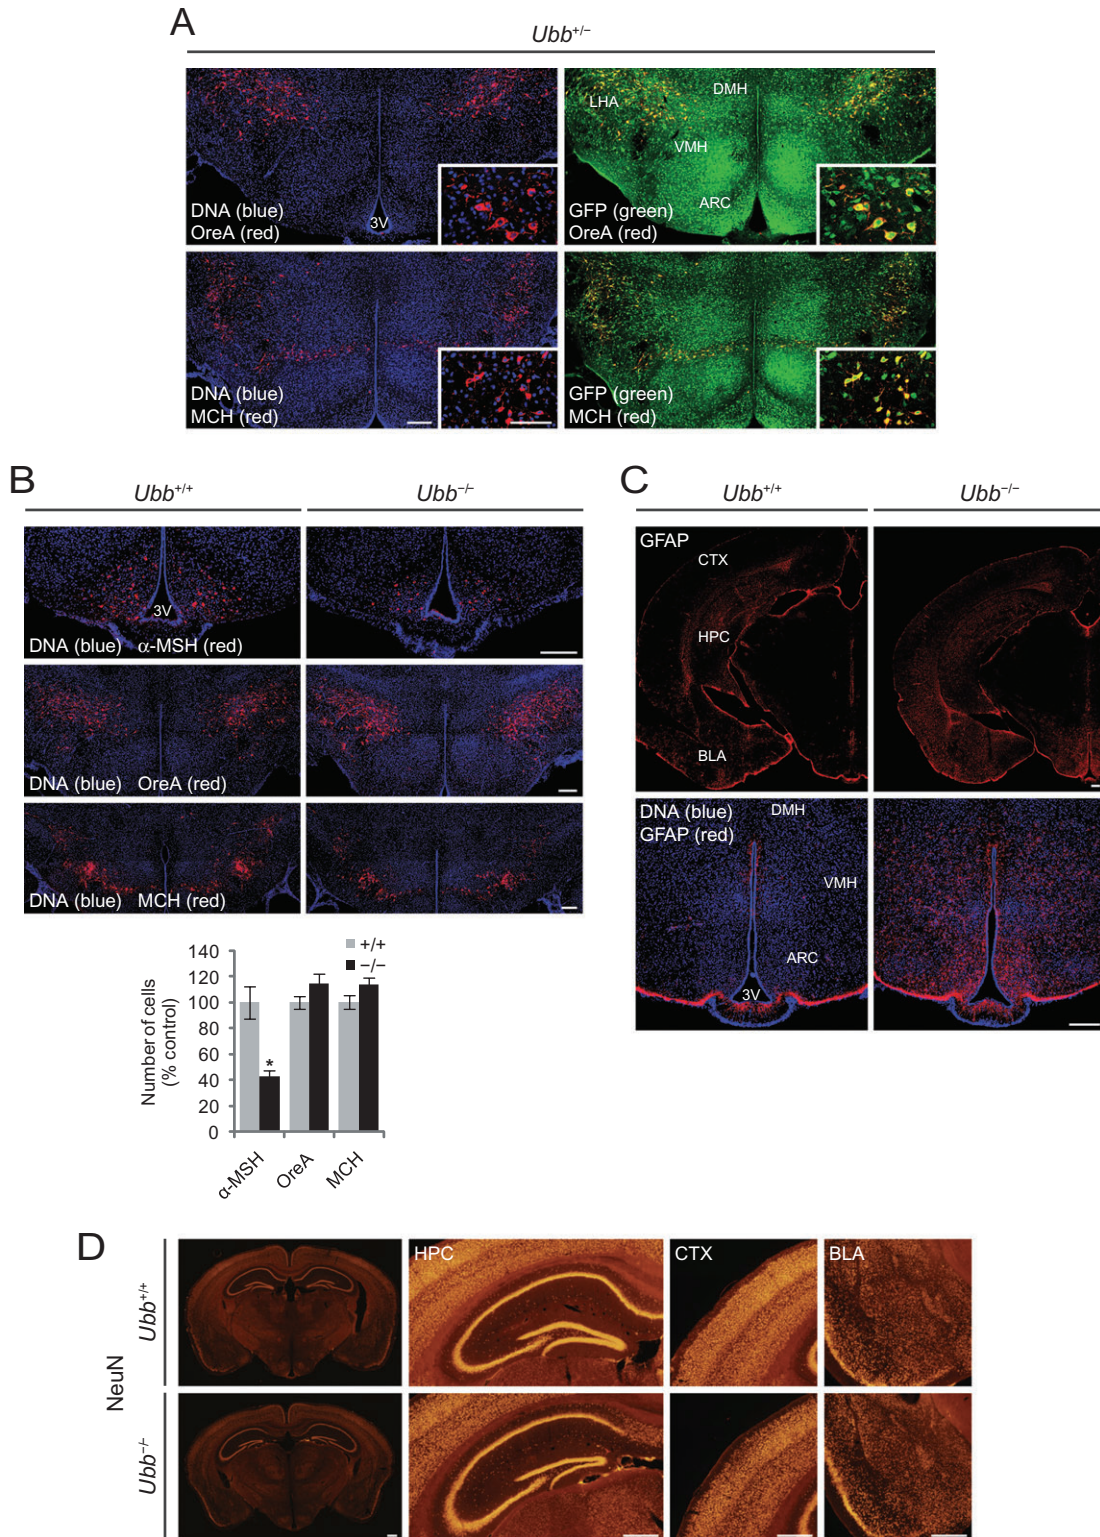 A
Ubb+/−
DNA (blue)
OreA (red)
3V
LHA
DMH
VMH
ARC
GFP (green)
OreA (red)
DNA (blue)
MCH (red)
GFP (green)
MCH (red)
B
Ubb+/+
Ubb−/−
3V
DNA (blue) α-MSH (red)
DNA (blue) OreA (red)
DNA (blue) MCH (red)
Number of cells
(% control)
140
120
100
80
60
40
20
0
+/+
−/−
*
α-MSH
OreA
MCH
C
Ubb+/+
Ubb−/−
GFAP
CTX
HPC
BLA
DNA (blue)
GFAP (red)
DMH
VMH
ARC
3V
D
NeuN
Ubb+/+
Ubb−/−
HPC
CTX
BLA